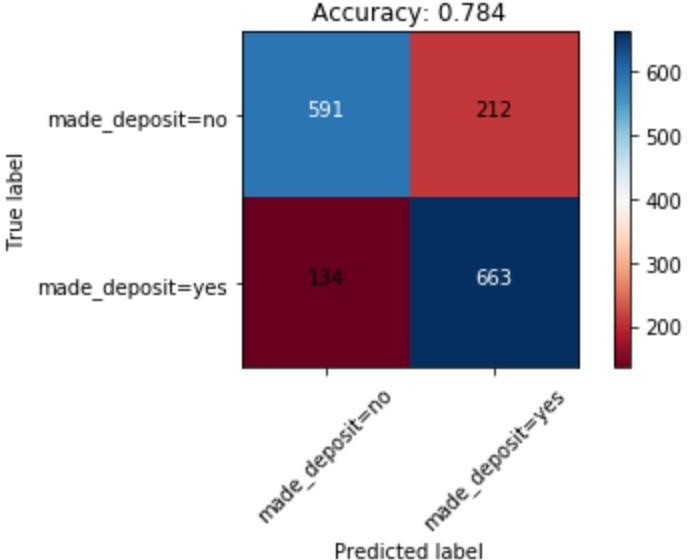 Accuracy: 0.784
True label
made_deposit=no
591
212
made_deposit=yes
134
663
made_deposit=no
made_deposit=yes
Predicted label
600
500
400
300
200